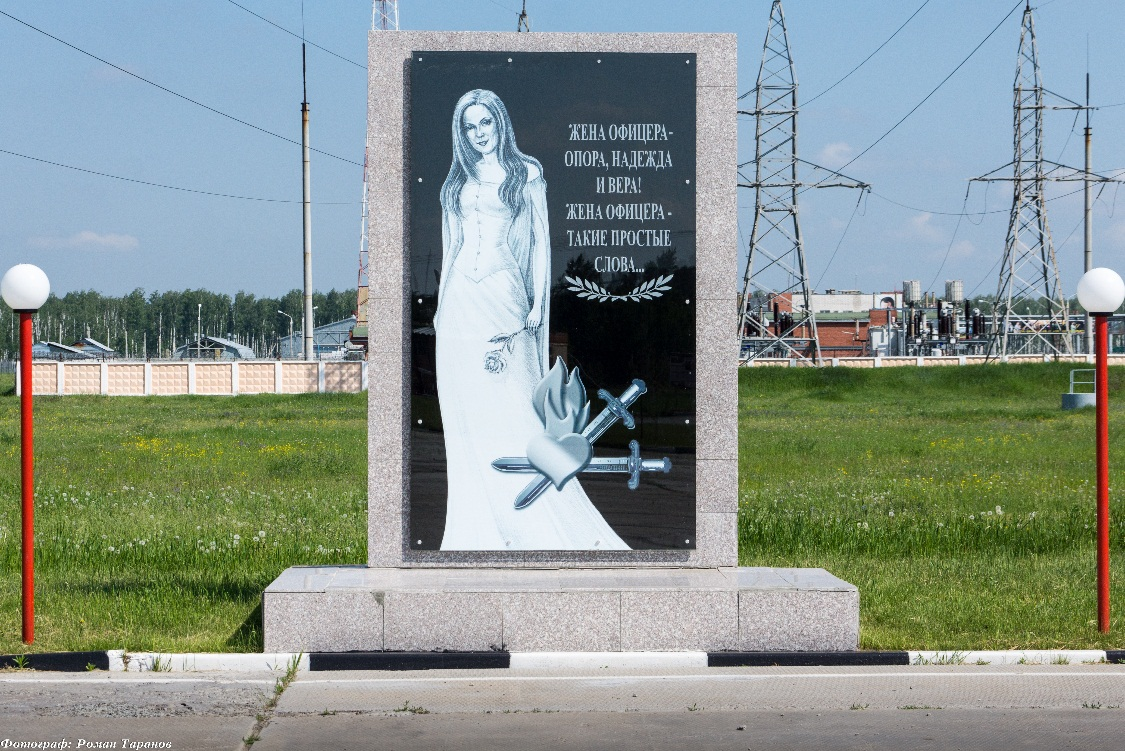 ЖЕНА ОФИЦЕРА-
ОПОРА, НАДЕЖДА
И ВЕРА!
ЖЕНА ОФИЦЕРА -
ТАКИЕ ПРОСТЫЕ
СЛОВА...
Фотограф: Роман Таранов